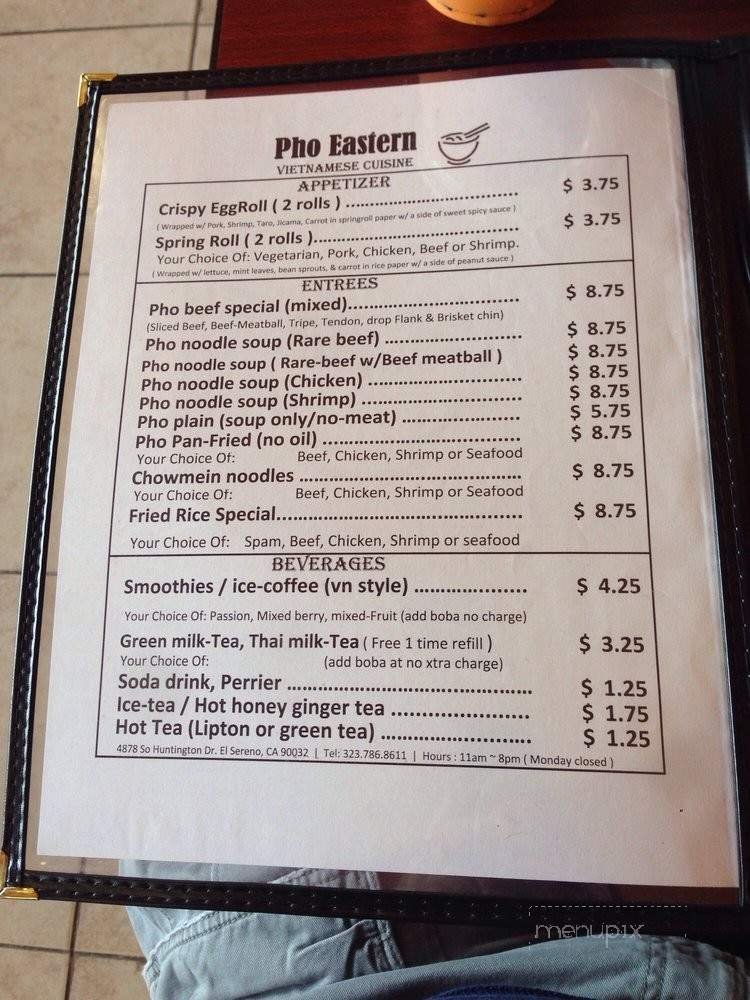 Pho Eastern
VIETNAMESE CUISINE
APPETIZER
Crispy EggRoll ( 2 rolls ) .................................. $ 3.75
( Wrapped w/ Pork, Shrimp, Taro, Jicama, Carrot in springroll paper w/ a side of sweet spicy sauce )
Spring Roll ( 2 rolls )........................................ $ 3.75
Your Choice Of: Vegetarian, Pork, Chicken, Beef or Shrimp.
( Wrapped w/ lettuce, mint leaves, bean sprouts, & carrot in rice paper w/ a side of peanut sauce )
ENTREES
Pho beef special (mixed)................................. $ 8.75
(Sliced Beef, Beef-Meatball, Tripe, Tendon, drop Flank & Brisket chin)
Pho noodle soup (Rare beef) .......................... $ 8.75
Pho noodle soup ( Rare-beef w/Beef meatball ) $ 8.75
Pho noodle soup (Chicken) ............................. $ 8.75
Pho noodle soup (Shrimp) .............................. $ 8.75
Pho plain (soup only/no-meat) ...................... $ 5.75
Pho Pan-Fried (no oil) ..................................... $ 8.75
Your Choice Of: Beef, Chicken, Shrimp or Seafood
Chowmein noodles .......................................... $ 8.75
Your Choice Of: Beef, Chicken, Shrimp or Seafood
Fried Rice Special............................................. $ 8.75
Your Choice Of: Spam, Beef, Chicken, Shrimp or seafood
BEVERAGES
Smoothies / ice-coffee (vn style) ..................... $ 4.25
Your Choice Of: Passion, Mixed berry, mixed-Fruit (add boba no charge)
Green milk-Tea, Thai milk-Tea ( Free 1 time refill ) $ 3.25
Your Choice Of: (add boba at no xtra charge)
Soda drink, Perrier ............................................ $ 1.25
Ice-tea / Hot honey ginger tea ......................... $ 1.75
Hot Tea (Lipton or green tea) ........................... $ 1.25
4878 So Huntington Dr. El Sereno, CA 90032 | Tel: 323.786.8611 | Hours : 11am ~ 8pm ( Monday closed )
menupix